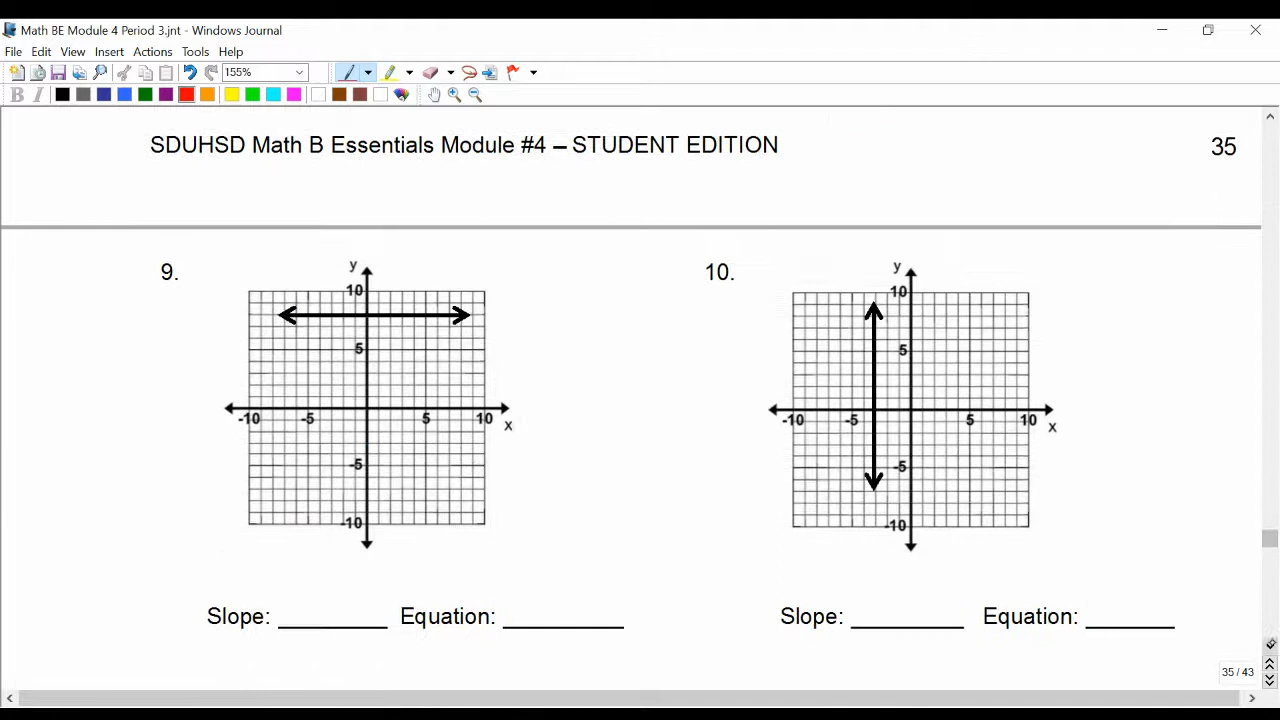 Math BE Module 4 Period 3.jnt - Windows Journal
File Edit View Insert Actions Tools Help
155%
B I
SDUHSD Math B Essentials Module #4 – STUDENT EDITION 35
9. y 10. y
10 10
5 5
-10 -5 5 10 x -10 -5 5 10 x
-5 -5
-10 -10
Slope: _________ Equation: __________ Slope: _________ Equation: _______
35 / 43